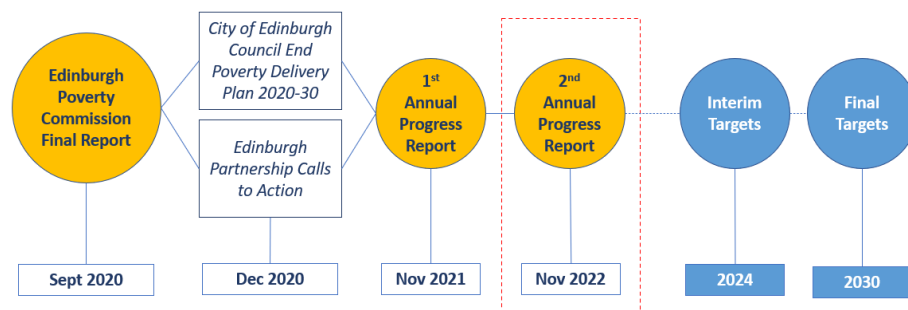 Edinburgh
Poverty
Commission
Final Report
City of Edinburgh
Council End
Poverty Delivery
Plan 2020-30
Edinburgh
Partnership Calls
to Action
1st
Annual
Progress
Report
2nd
Annual
Progress
Report
Interim
Targets
Final
Targets
Sept 2020
Dec 2020
Nov 2021
Nov 2022
2024
2030